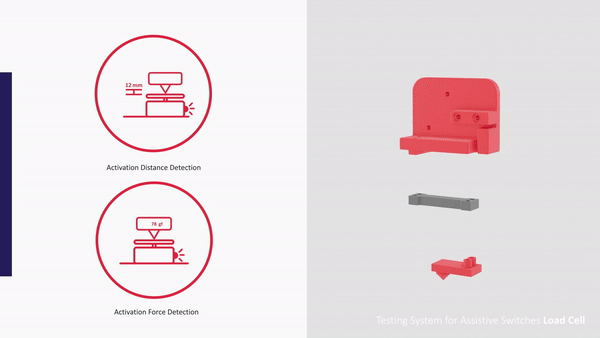 12 mm
Activation Distance Detection
78 gf
Activation Force Detection
Testing System for Assistive Switches Load Cell